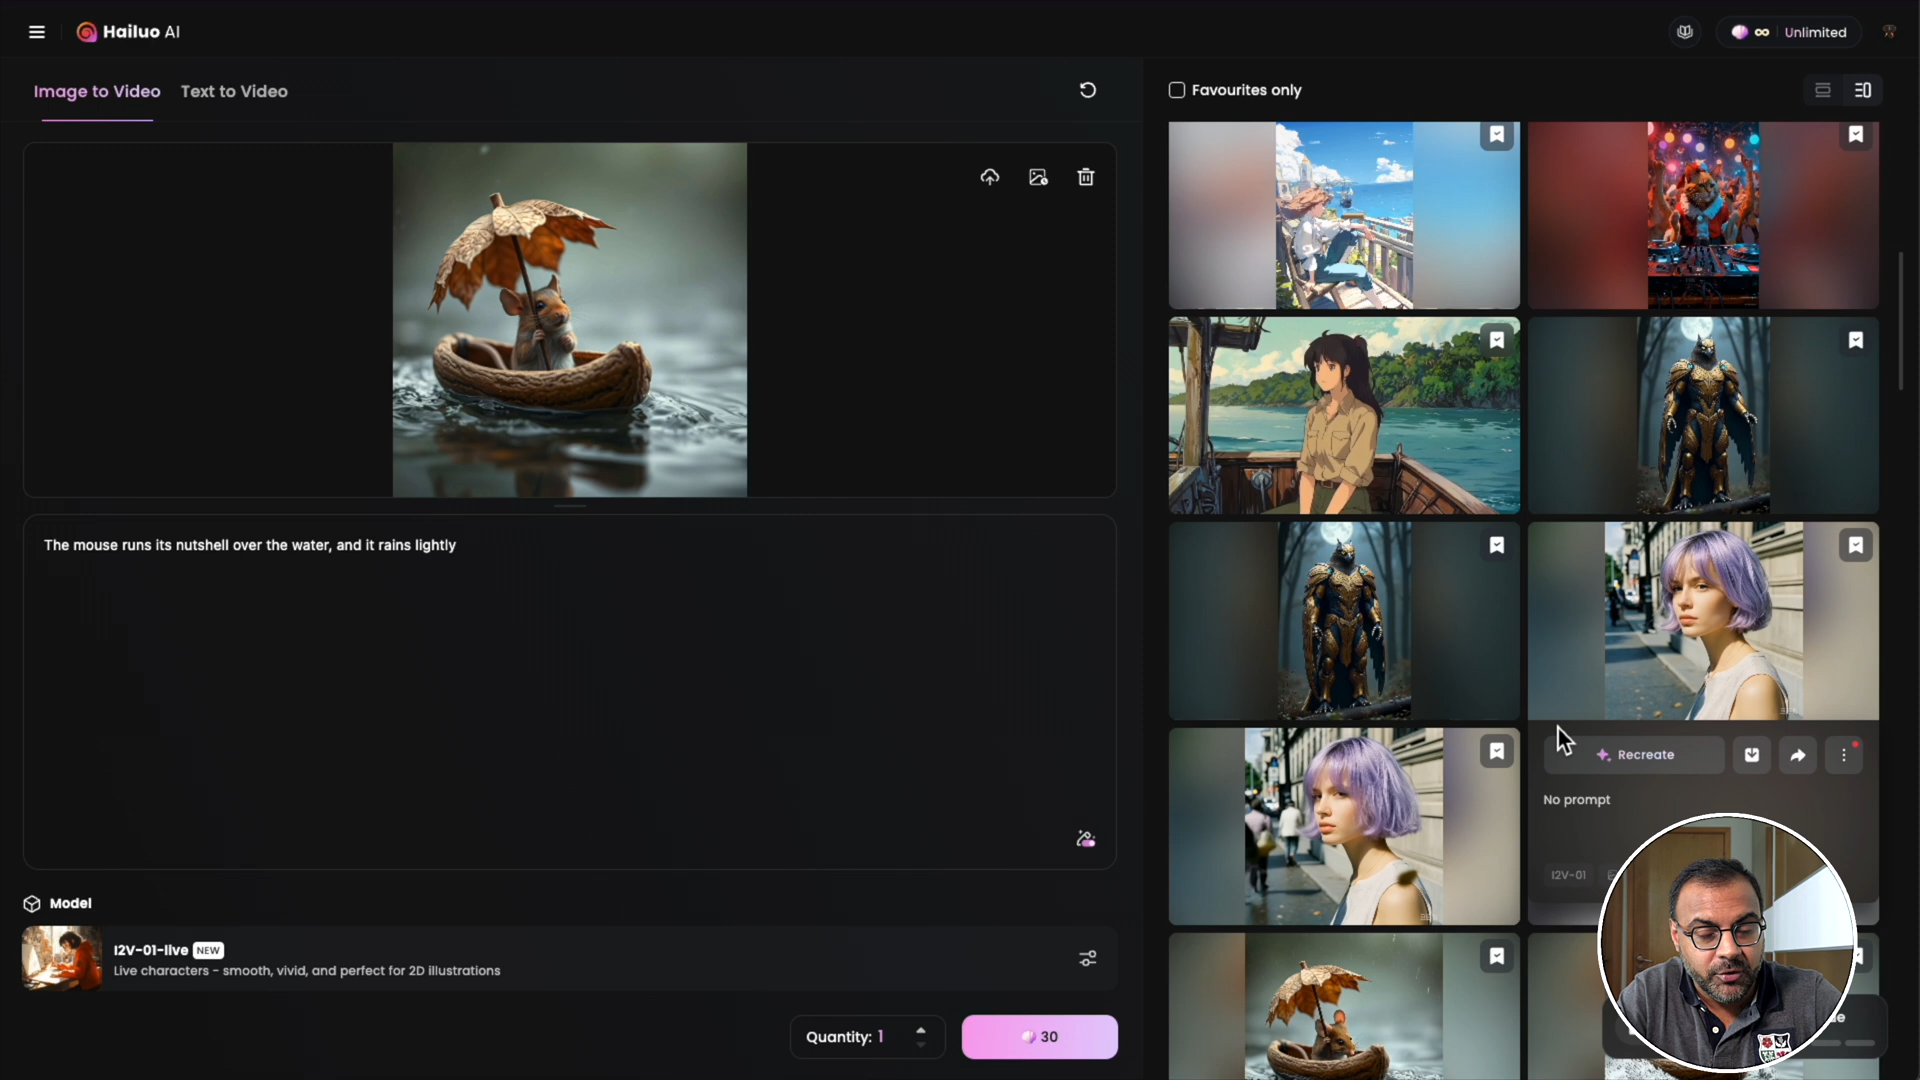 Hailuo AI
Unlimited
Image to Video
Text to Video
Favourites only
The mouse runs its nutshell over the water, and it rains lightly
Recreate
No prompt
I2V-01
Model
I2V-01-live NEW
Live characters - smooth, vivid, and perfect for 2D illustrations
Quantity: 1
30